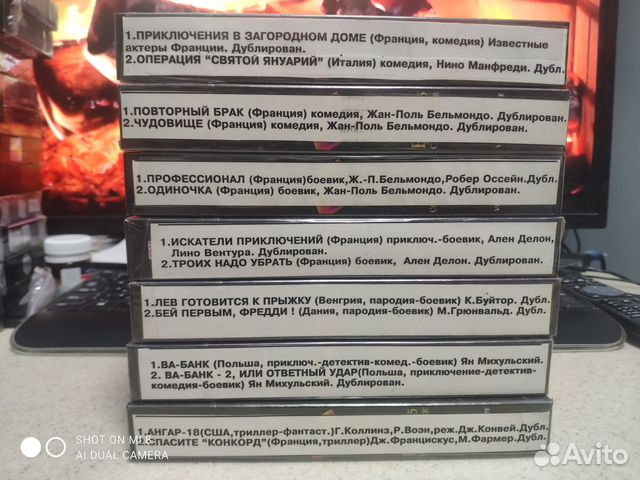 1.ПРИКЛЮЧЕНИЯ В ЗАГОРОДНОМ ДОМЕ (Франция, комедия) Известные
актеры Франции. Дублирован.
2.ОПЕРАЦИЯ "СВЯТОЙ ЯНУАРИЙ" (Италия) комедия, Нино Манфреди. Дубл.
1.ПОВТОРНЫЙ БРАК (Франция) комедия, Жан-Поль Бельмондо. Дублирован.
2.ЧУДОВИЩЕ (Франция) комедия, Жан-Поль Бельмондо. Дублирован.
1.ПРОФЕССИОНАЛ (Франция)боевик,Ж.-П.Бельмондо,Робер Оссейн.Дубл.
2.ОДИНОЧКА (Франция) боевик, Жан-Поль Бельмондо. Дублирован.
1.ИСКАТЕЛИ ПРИКЛЮЧЕНИЙ (Франция) приключ.-боевик, Ален Делон,
Лино Вентура. Дублирован.
2.ТРОИХ НАДО УБРАТЬ (Франция) боевик, Ален Делон. Дублирован.
1.ЛЕВ ГОТОВИТСЯ К ПРЫЖКУ (Венгрия, пародия-боевик) К.Буйтор. Дубл.
2.БЕЙ ПЕРВЫМ, ФРЕДДИ ! (Дания, пародия-боевик) М.Грюнвальд. Дубл.
1.ВА-БАНК (Польша, приключ.-детектив-комед.-боевик) Ян Михульский.
2. ВА-БАНК - 2, ИЛИ ОТВЕТНЫЙ УДАР(Польша, приключение-детектив-
комедия-боевик) Ян Михульский. Дублирован.
1.АНГАР-18(США,триллер-фантаст.)Г.Коллинз,Р.Воэн,реж.Дж.Конвей.Дубл.
2.СПАСИТЕ "КОНКОРД"(Франция,триллер)Дж.Францискус,М.Фармер.Дубл.
SHOT ON MI 8
AI DUAL CAMERA
Avito